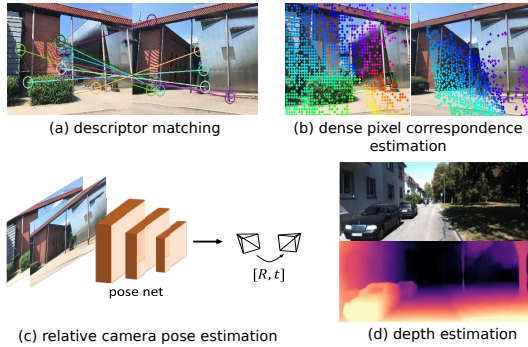 (a) descriptor matching
(b) dense pixel correspondence
estimation
pose net
[R, t]
(c) relative camera pose estimation
(d) depth estimation